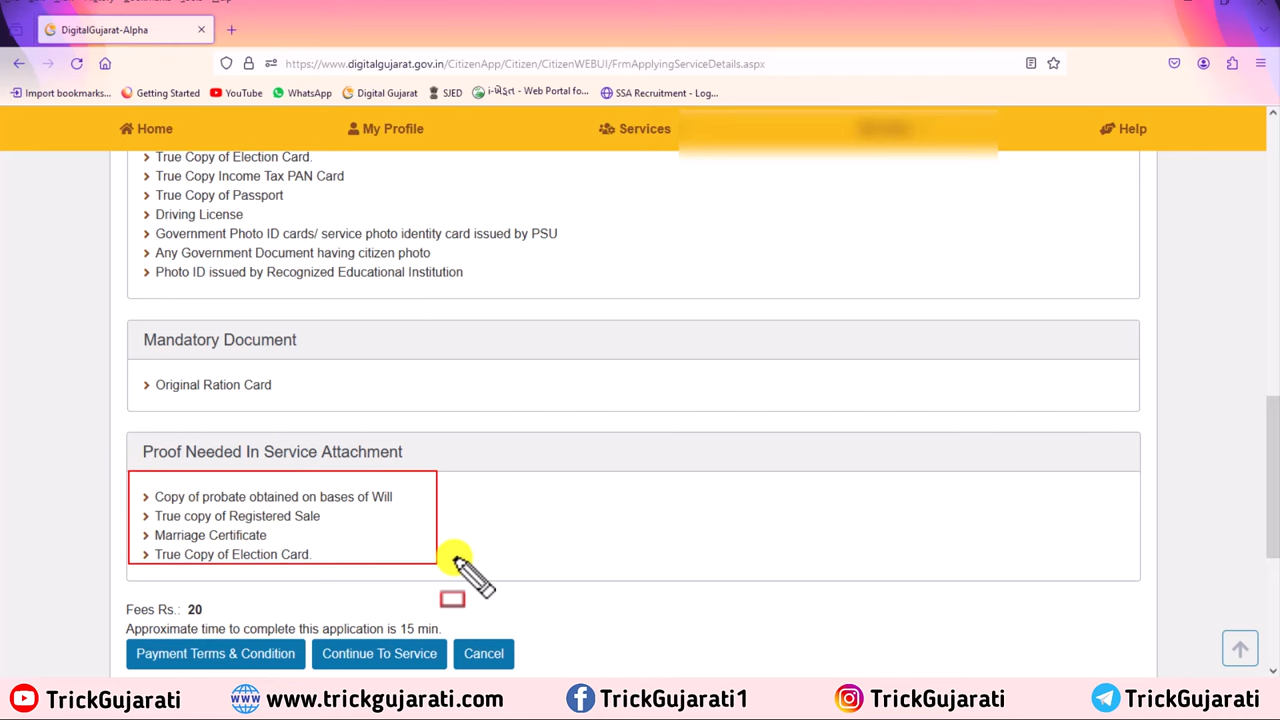 DigitalGujarat-Alpha
https://www.digitalgujarat.gov.in/CitizenApp/Citizen/CitizenWEBUI/FrmApplyingServiceDetails.aspx
Import bookmarks... Getting Started YouTube WhatsApp Digital Gujarat SJED i-ખેડૂત - Web Portal fo... SSA Recruitment - Log...
Home My Profile Services Help
True Copy of Election Card.
True Copy Income Tax PAN Card
True Copy of Passport
Driving License
Government Photo ID cards/ service photo identity card issued by PSU
Any Government Document having citizen photo
Photo ID issued by Recognized Educational Institution
Mandatory Document
Original Ration Card
Proof Needed In Service Attachment
Copy of probate obtained on bases of Will
True copy of Registered Sale
Marriage Certificate
True Copy of Election Card.
Fees Rs.: 20
Approximate time to complete this application is 15 min.
Payment Terms & Condition Continue To Service Cancel
TrickGujarati www.trickgujarati.com TrickGujarati1 TrickGujarati TrickGujarati